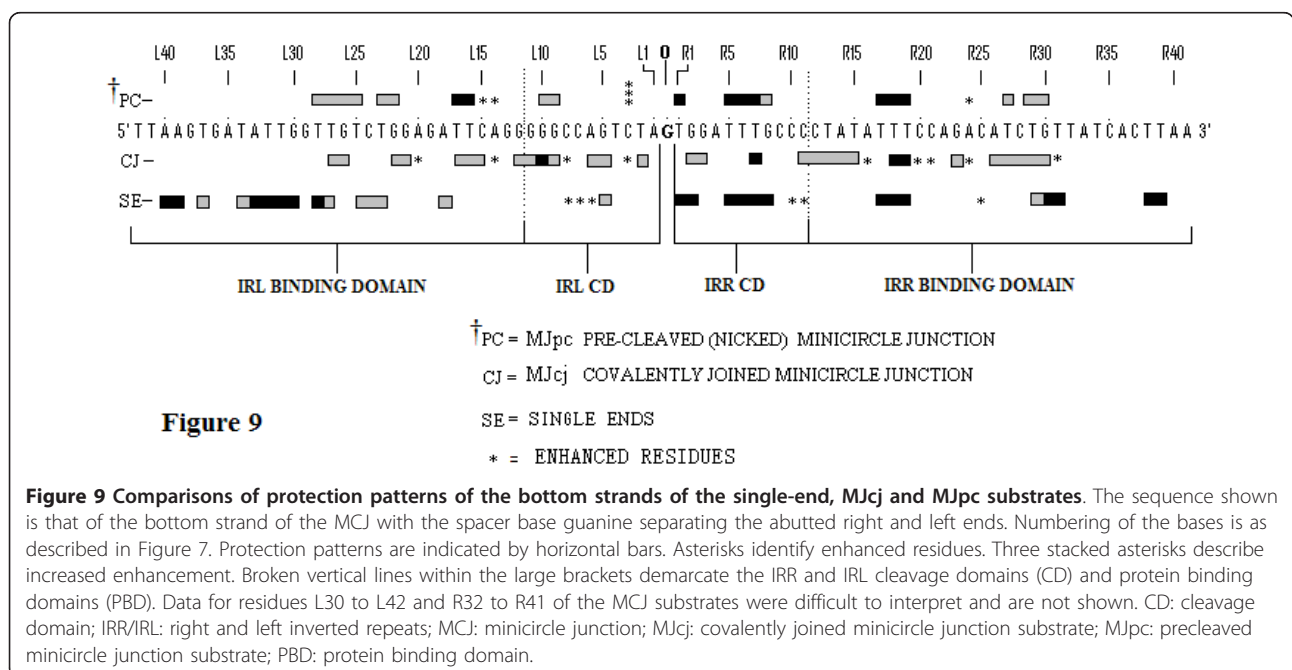 L40 L35 L30 L25 L20 L15 L10 L5 L1 0 R1 R5 R10 R15 R20 R25 R30 R35 R40
***
†PC– ** *
5'TTAAGTGATATTGGTTGTCTGGAGATTCAGGGGGCCAGTCTAGTGGATTTGCCCCTATATTTCCAGACATCTGTTATCACTTAA 3'
CJ– * * * * * ** * *
SE– *** ** *
IRL BINDING DOMAIN IRL CD IRR CD IRR BINDING DOMAIN
†PC = MJpc PRE-CLEAVED (NICKED) MINICIRCLE JUNCTION
CJ = MJcj COVALENTLY JOINED MINICIRCLE JUNCTION
Figure 9 SE = SINGLE ENDS
* = ENHANCED RESIDUES
Figure 9 Comparisons of protection patterns of the bottom strands of the single-end, MJcj and MJpc substrates. The sequence shown
is that of the bottom strand of the MCJ with the spacer base guanine separating the abutted right and left ends. Numbering of the bases is as
described in Figure 7. Protection patterns are indicated by horizontal bars. Asterisks identify enhanced residues. Three stacked asterisks describe
increased enhancement. Broken vertical lines within the large brackets demarcate the IRR and IRL cleavage domains (CD) and protein binding
domains (PBD). Data for residues L30 to L42 and R32 to R41 of the MCJ substrates were difficult to interpret and are not shown. CD: cleavage
domain; IRR/IRL: right and left inverted repeats; MCJ: minicircle junction; MJcj: covalently joined minicircle junction substrate; MJpc: precleaved
minicircle junction substrate; PBD: protein binding domain.